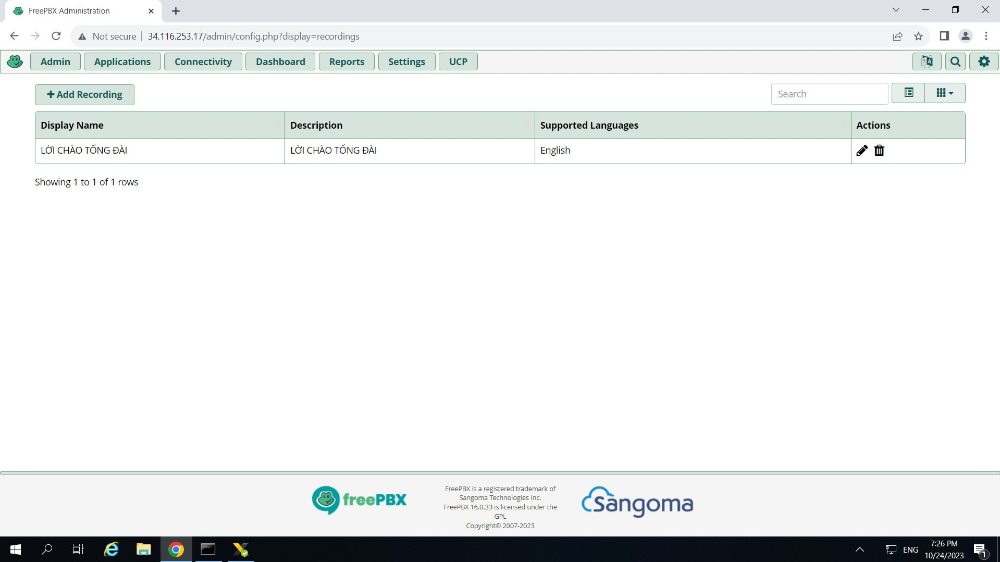 FreePBX Administration
Not secure
34.116.253.17/admin/config.php?display=recordings
Admin Applications Connectivity Dashboard Reports Settings UCP
Add Recording
Search
Display Name Description Supported Languages Actions
LỜI CHÀO TỔNG ĐÀI LỜI CHÀO TỔNG ĐÀI English
Showing 1 to 1 of 1 rows
freePBX
FreePBX is a registered trademark of
Sangoma Technologies Inc.
FreePBX 16.0.33 is licensed under the
GPL
Copyright© 2007-2023
Sangoma
ENG
7:26 PM
10/24/2023
1